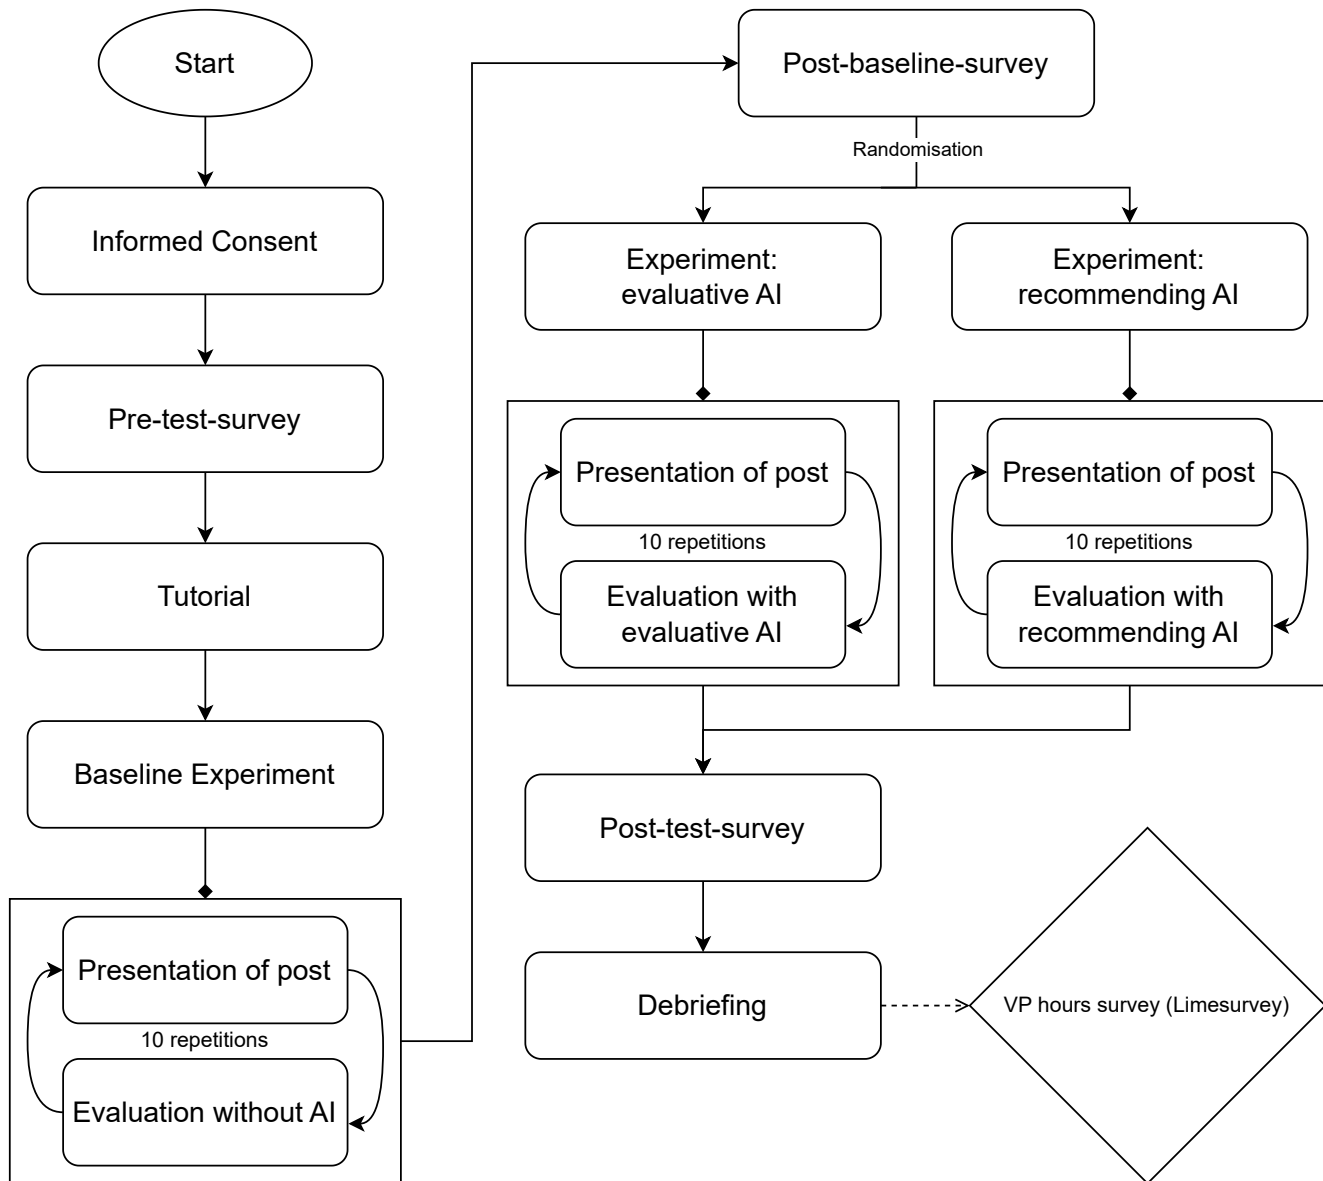 Start
Informed Consent
Pre-test-survey
Tutorial
Baseline Experiment
Presentation of post
10 repetitions
Evaluation without AI
Post-baseline-survey
Randomisation
Experiment:
evaluative AI
Presentation of post
10 repetitions
Evaluation with
evaluative AI
Experiment:
recommending AI
Presentation of post
10 repetitions
Evaluation with
recommending AI
Post-test-survey
Debriefing
VP hours survey (Limesurvey)